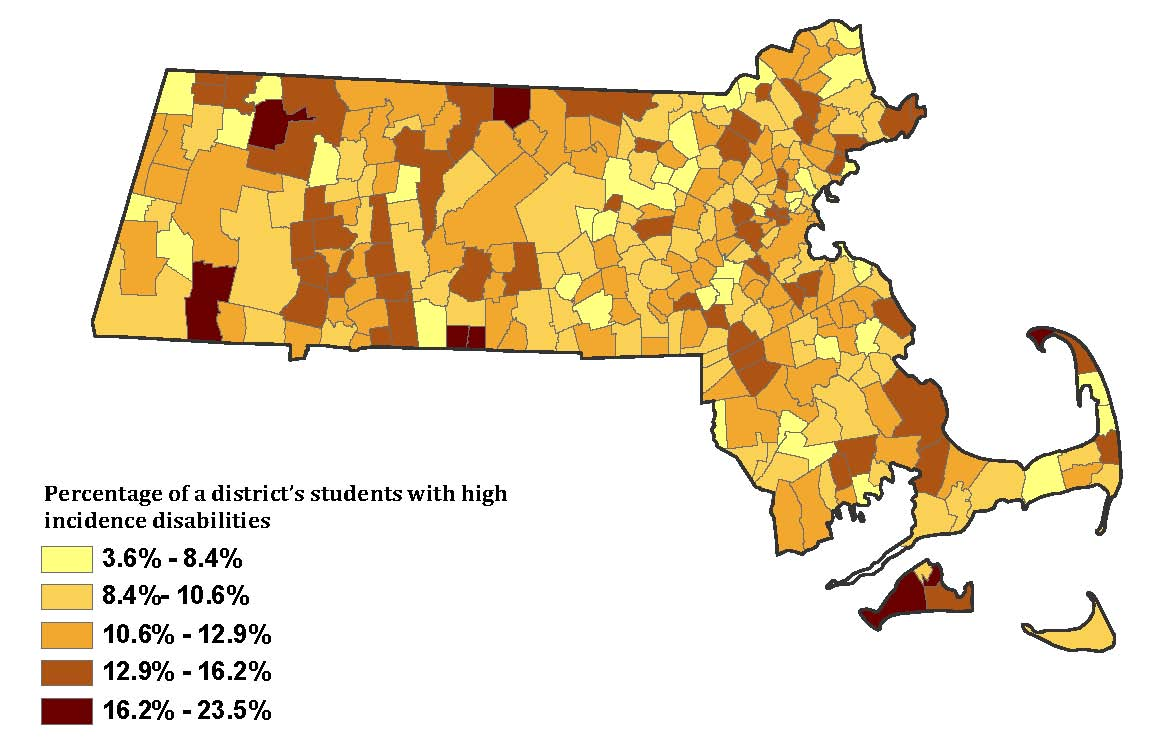 Percentage of a district's students with high
incidence disabilities
3.6% - 8.4%
8.4%- 10.6%
10.6% - 12.9%
12.9% - 16.2%
16.2% - 23.5%